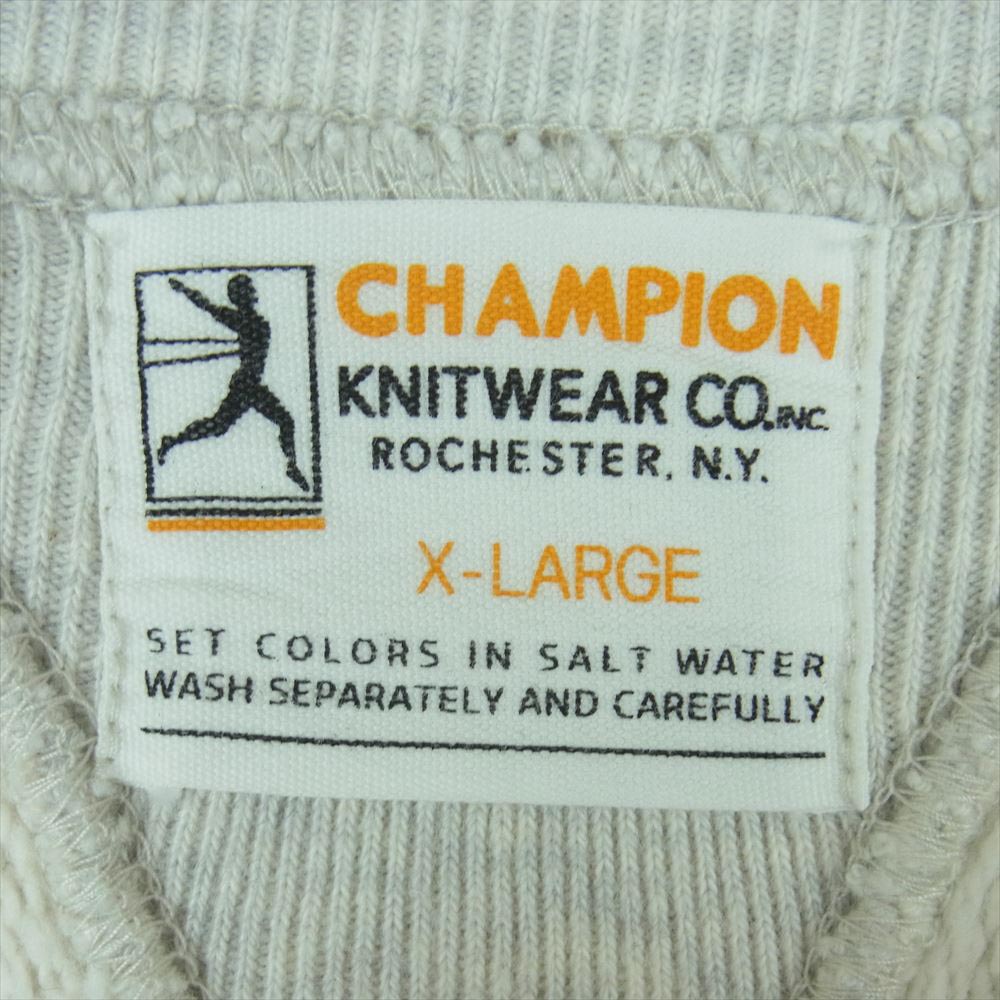 CHAMPION
KNITWEAR CO.INC.
ROCHESTER, N.Y.
X-LARGE
SET COLORS IN SALT WATER
WASH SEPARATELY AND CAREFULLY